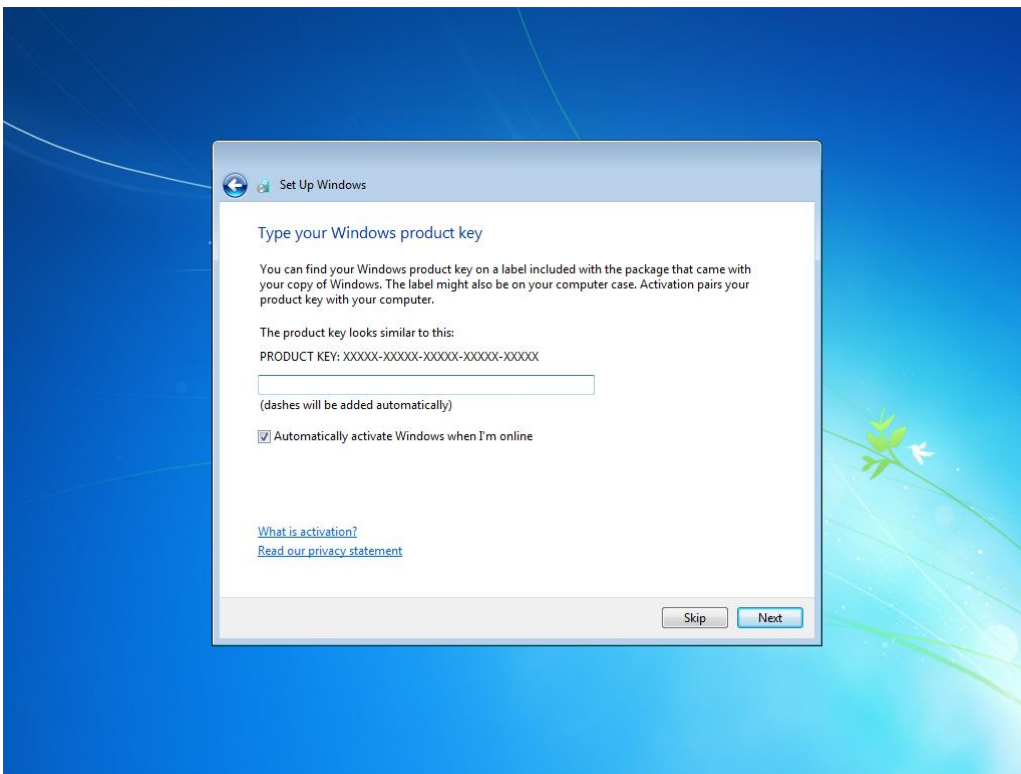 Set Up Windows
Type your Windows product key
You can find your Windows product key on a label included with the package that came with
your copy of Windows. The label might also be on your computer case. Activation pairs your
product key with your computer.
The product key looks similar to this:
PRODUCT KEY: XXXXX-XXXXX-XXXXX-XXXXX-XXXXX
(dashes will be added automatically)
Automatically activate Windows when I'm online
What is activation?
Read our privacy statement
Skip Next